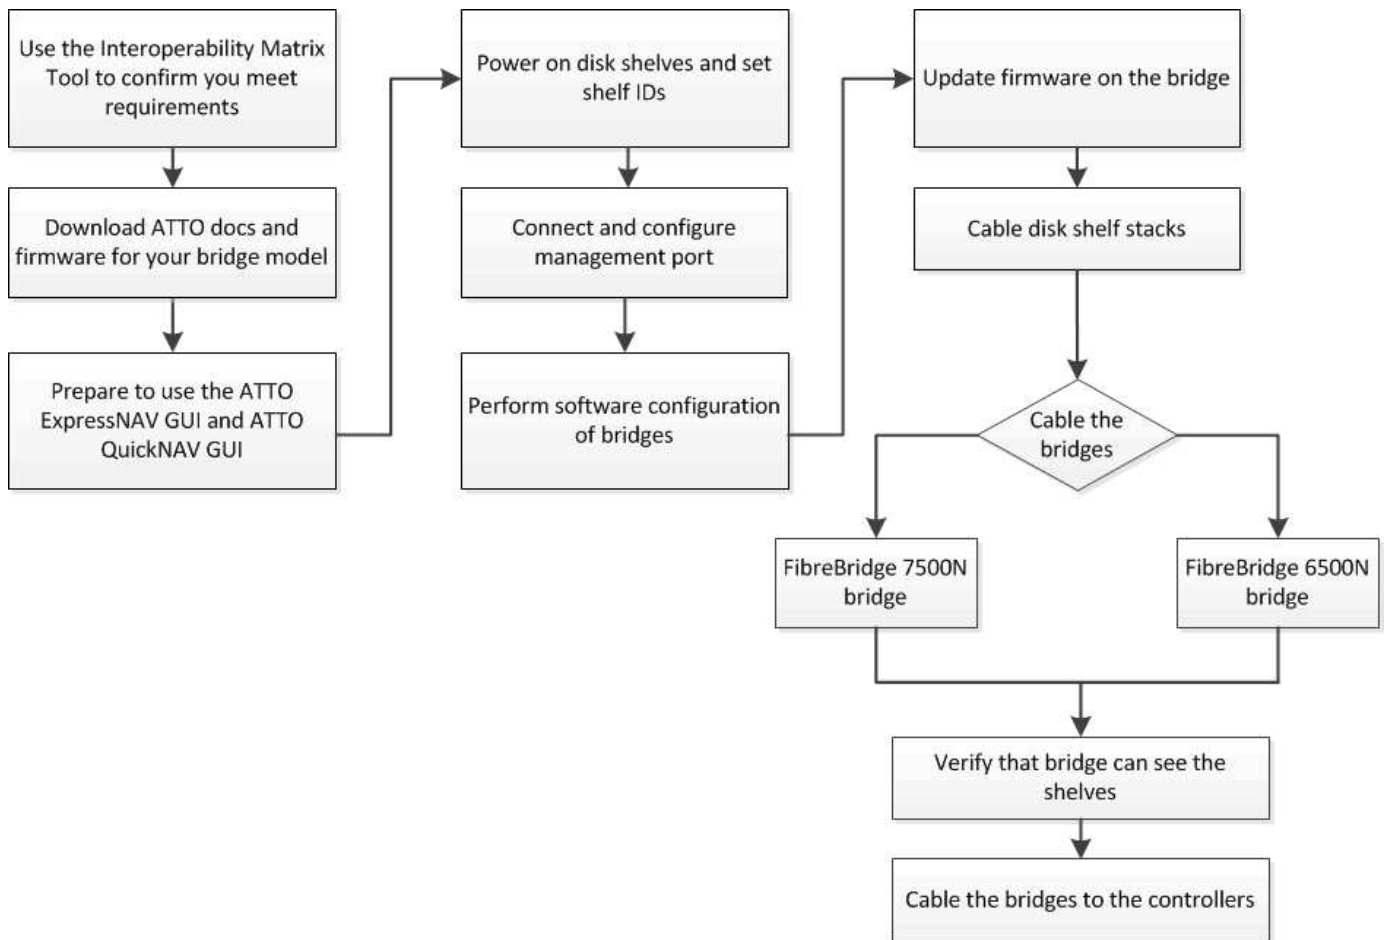 Use the Interoperability Matrix
Tool to confirm you meet
requirements
Download ATTO docs and
firmware for your bridge model
Prepare to use the ATTO
ExpressNAV GUI and ATTO
QuickNAV GUI
Power on disk shelves and set
shelf IDs
Connect and configure
management port
Perform software configuration
of bridges
Update firmware on the bridge
Cable disk shelf stacks
Cable the
bridges
FibreBridge 7500N
bridge
FibreBridge 6500N
bridge
Verify that bridge can see the
shelves
Cable the bridges to the controllers